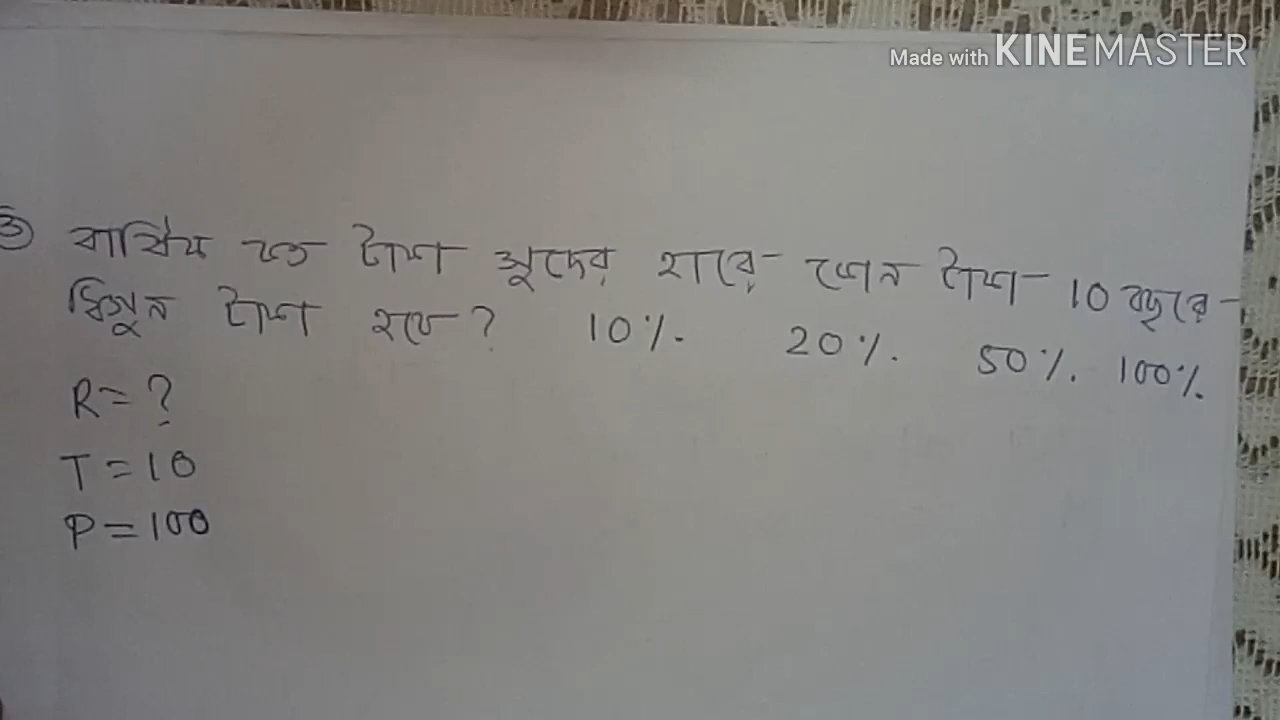 Made with KINEMASTER
৩ বার্ষিক কত টাকা সুদের হারে কোন টাকা 10 বছরে
দ্বিগুন টাকা হবে? 10%. 20%. 50%. 100%.
R = ?
T = 10
P = 100